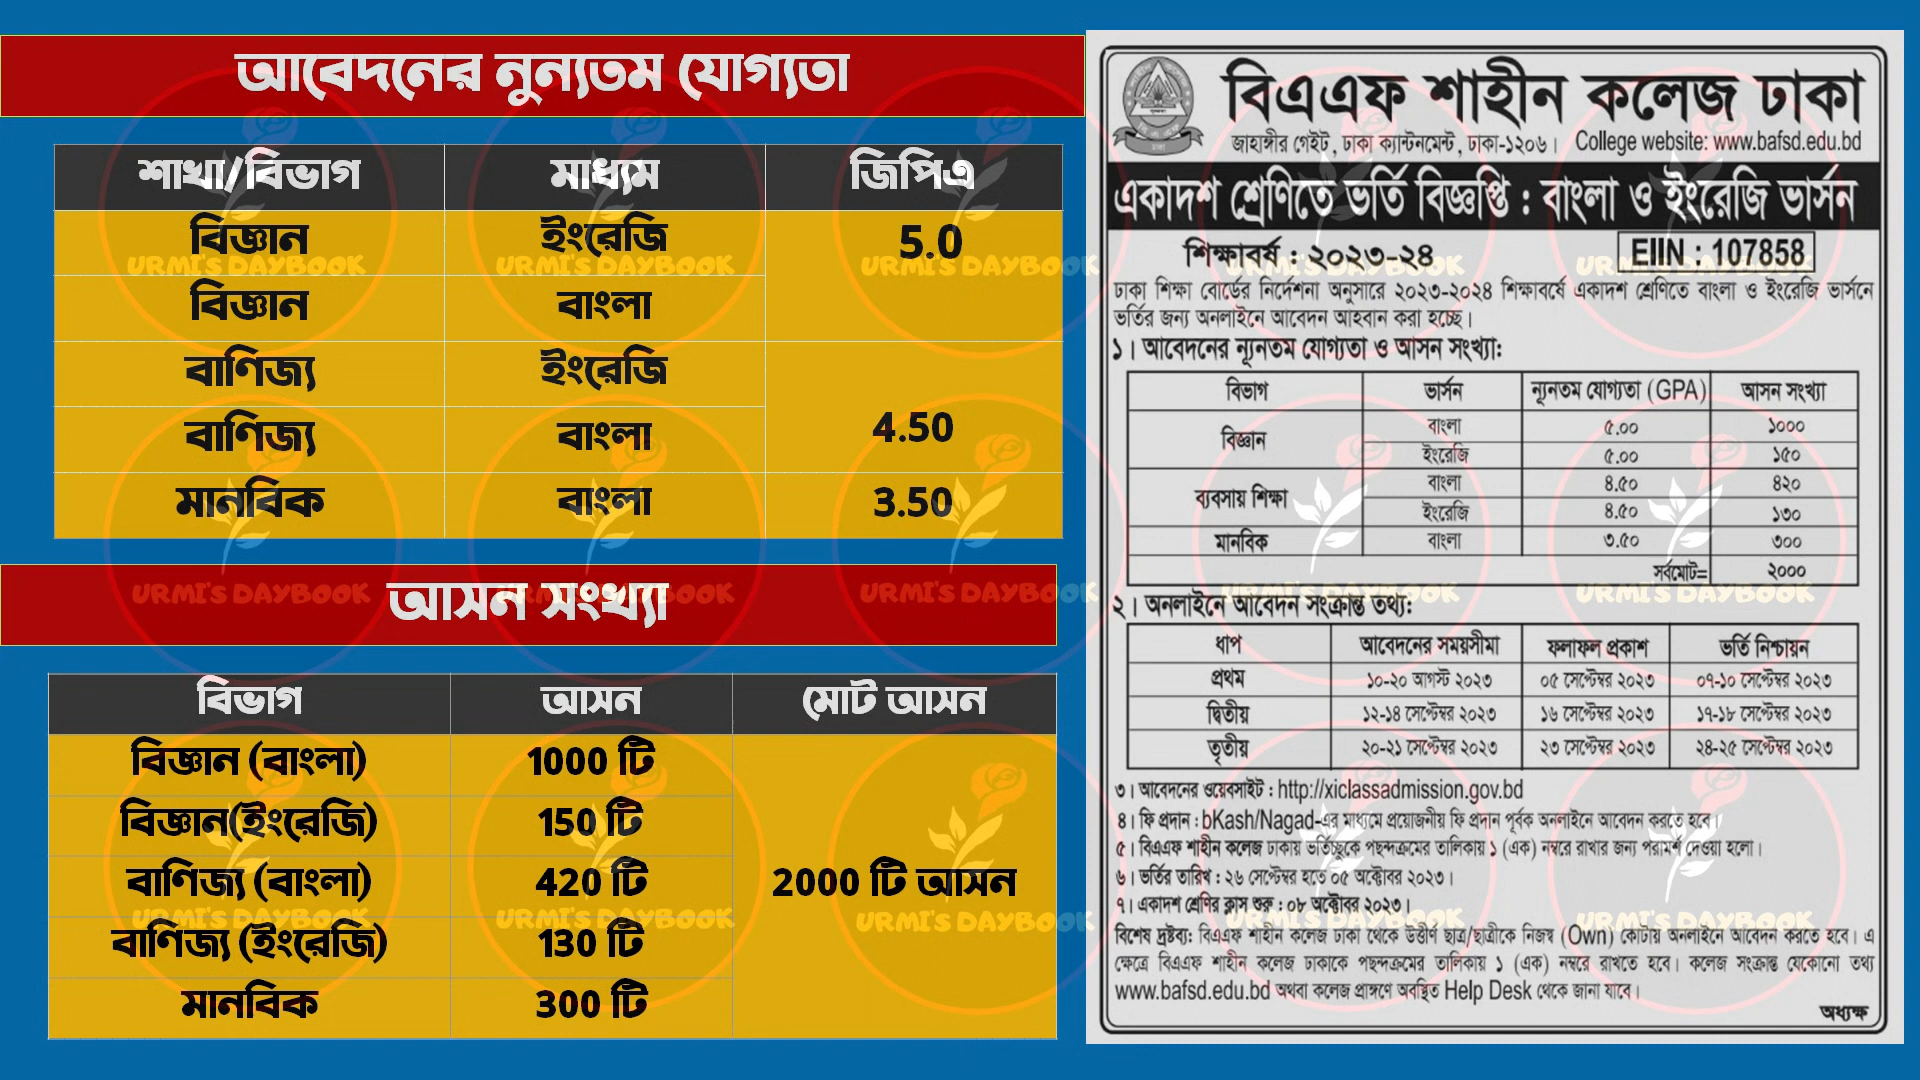 আবেদনের নুন্যতম যোগ্যতা
শাখা/বিভাগ মাধ্যম জিপিএ
বিজ্ঞান ইংরেজি 5.0
বিজ্ঞান বাংলা
বাণিজ্য ইংরেজি
বাণিজ্য বাংলা 4.50
মানবিক বাংলা 3.50
আসন সংখ্যা
বিভাগ আসন মোট আসন
বিজ্ঞান (বাংলা) 1000 টি
বিজ্ঞান(ইংরেজি) 150 টি
বাণিজ্য (বাংলা) 420 টি 2000 টি আসন
বাণিজ্য (ইংরেজি) 130 টি
মানবিক 300 টি
বিএএফ শাহীন কলেজ ঢাকা
জাহাঙ্গীর গেইট, ঢাকা ক্যান্টনমেন্ট, ঢাকা-১২০৬। College website: www.bafsd.edu.bd
একাদশ শ্রেণিতে ভর্তি বিজ্ঞপ্তি : বাংলা ও ইংরেজি ভার্সন
শিক্ষাবর্ষ : ২০২৩-২৪ EIIN : 107858
ঢাকা শিক্ষা বোর্ডের নির্দেশনা অনুসারে ২০২৩-২০২৪ শিক্ষাবর্ষে একাদশ শ্রেণিতে বাংলা ও ইংরেজি ভার্সনে
ভর্তির জন্য অনলাইনে আবেদন আহবান করা হচ্ছে।
১। আবেদনের ন্যূনতম যোগ্যতা ও আসন সংখ্যা:
বিভাগ ভার্সন ন্যূনতম যোগ্যতা (GPA) আসন সংখ্যা
বিজ্ঞান বাংলা ৫.০০ ১০০০
ইংরেজি ৫.০০ ১৫০
ব্যবসায় শিক্ষা বাংলা ৪.৫০ ৪২০
ইংরেজি ৪.৫০ ১৩০
মানবিক বাংলা ৩.৫০ ৩০০
সর্বমোট= ২০০০
২। অনলাইনে আবেদন সংক্রান্ত তথ্য:
ধাপ আবেদনের সময়সীমা ফলাফল প্রকাশ ভর্তি নিশ্চায়ন
প্রথম ১০-২০ আগস্ট ২০২৩ ০৫ সেপ্টেম্বর ২০২৩ ০৭-১০ সেপ্টেম্বর ২০২৩
দ্বিতীয় ১২-১৪ সেপ্টেম্বর ২০২৩ ১৬ সেপ্টেম্বর ২০২৩ ১৭-১৮ সেপ্টেম্বর ২০২৩
তৃতীয় ২০-২১ সেপ্টেম্বর ২০২৩ ২৩ সেপ্টেম্বর ২০২৩ ২৪-২৫ সেপ্টেম্বর ২০২৩
৩। আবেদনের ওয়েবসাইট : http://xiclassadmission.gov.bd
৪। ফি প্রদান : bKash/Nagad-এর মাধ্যমে প্রয়োজনীয় ফি প্রদান পূর্বক অনলাইনে আবেদন করতে হবে।
৫। বিএএফ শাহীন কলেজ ঢাকায় ভর্তিচ্ছুকে পছন্দক্রমের তালিকায় ১ (এক) নম্বরে রাখার জন্য পরামর্শ দেওয়া হলো।
৬। ভর্তির তারিখ : ২৬ সেপ্টেম্বর হতে ০৫ অক্টোবর ২০২৩।
৭। একাদশ শ্রেণির ক্লাস শুরু : ০৮ অক্টোবর ২০২৩।
বিশেষ দ্রষ্টব্য: বিএএফ শাহীন কলেজ ঢাকা থেকে উত্তীর্ণ ছাত্র/ছাত্রীকে নিজস্ব (Own) কোটায় অনলাইনে আবেদন করতে হবে। এ
ক্ষেত্রে বিএএফ শাহীন কলেজ ঢাকাকে পছন্দক্রমের তালিকায় ১ (এক) নম্বরে রাখতে হবে। কলেজ সংক্রান্ত যেকোনো তথ্য
www.bafsd.edu.bd অথবা কলেজ প্রাঙ্গণে অবস্থিত Help Desk থেকে জানা যাবে।
অধ্যক্ষ
URMI'S DAYBOOK